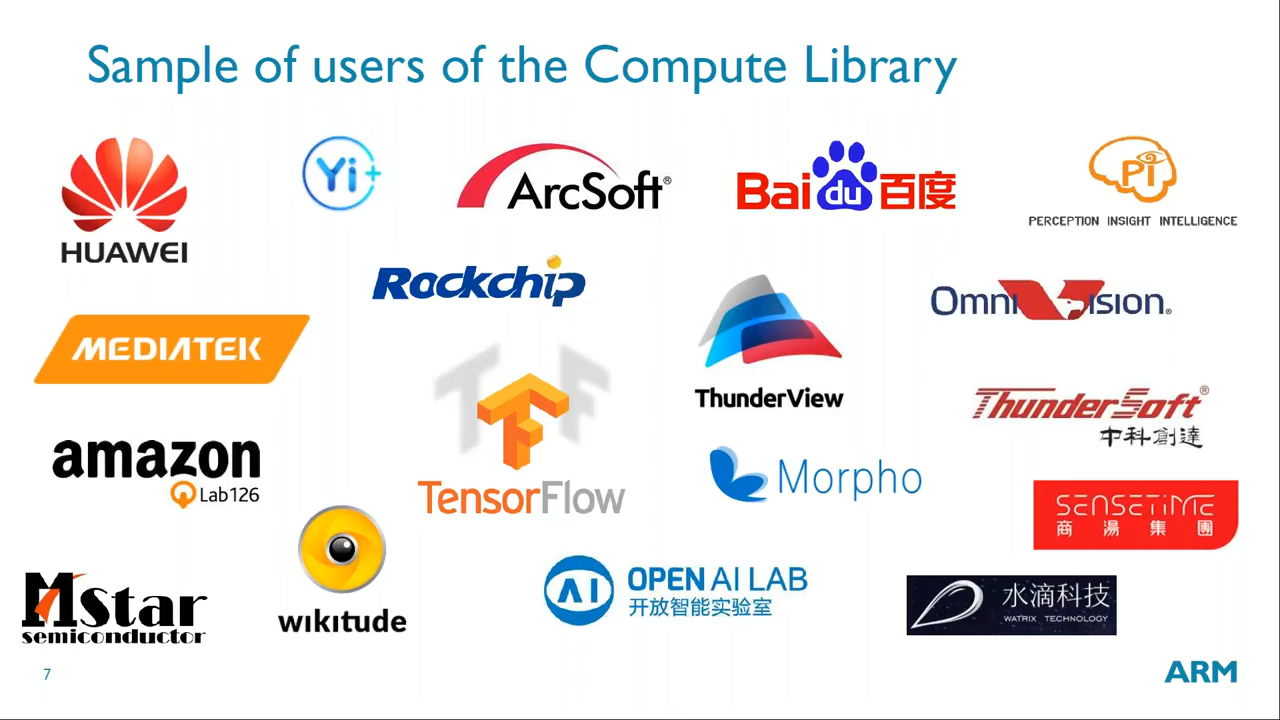 Sample of users of the Compute Library
HUAWEI
Yi+
ArcSoft®
Bai du 百度
Pi
PERCEPTION INSIGHT INTELLIGENCE
Rockchip
OmniVision®
MEDIATEK
ThunderView
ThunderSoft®
中科創達
amazon
Lab126
TensorFlow
Morpho
SENSETIME
商湯集團
wikitude
AI
OPEN AI LAB
开放智能实验室
MStar
semiconductor
水滴科技
WATRIX TECHNOLOGY
7
ARM